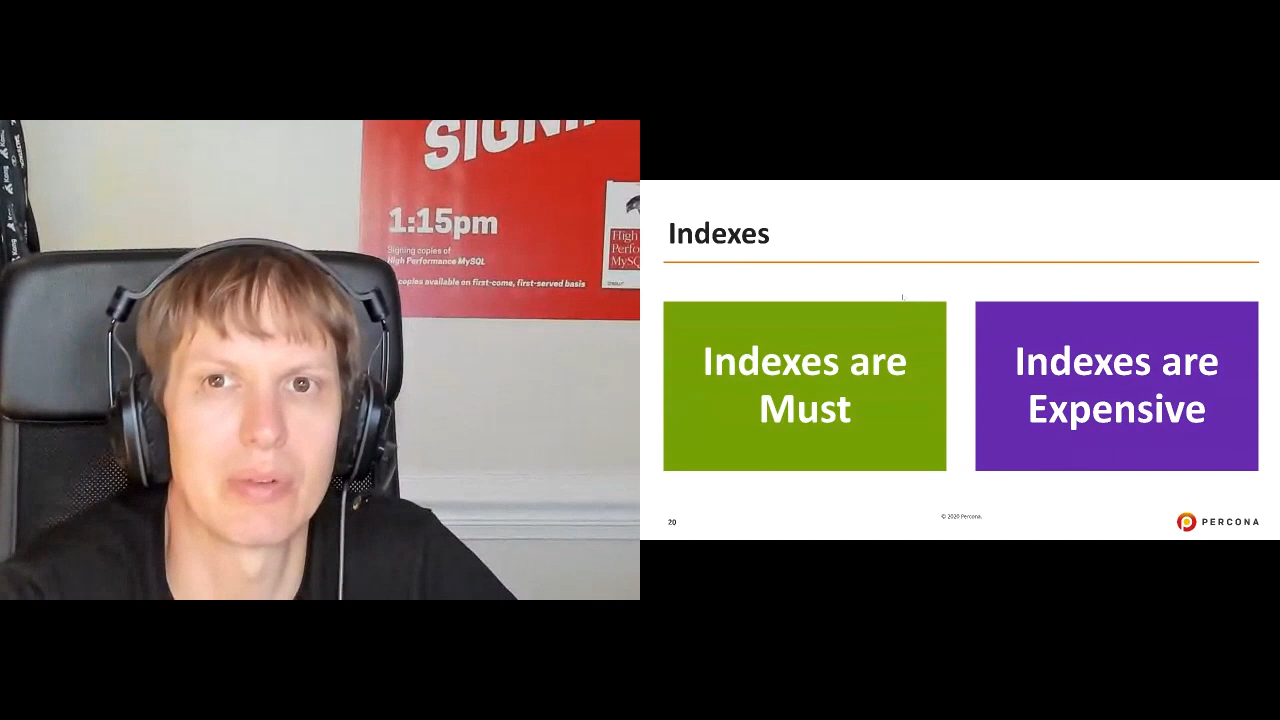 SIGNI
1:15pm
Signing copies of
High Performance MySQL
copies available on first-come, first-served basis
High
Perfo
MySQ
Kong
Indexes
Indexes are
Must
Indexes are
Expensive
20
© 2020 Percona.
PERCONA